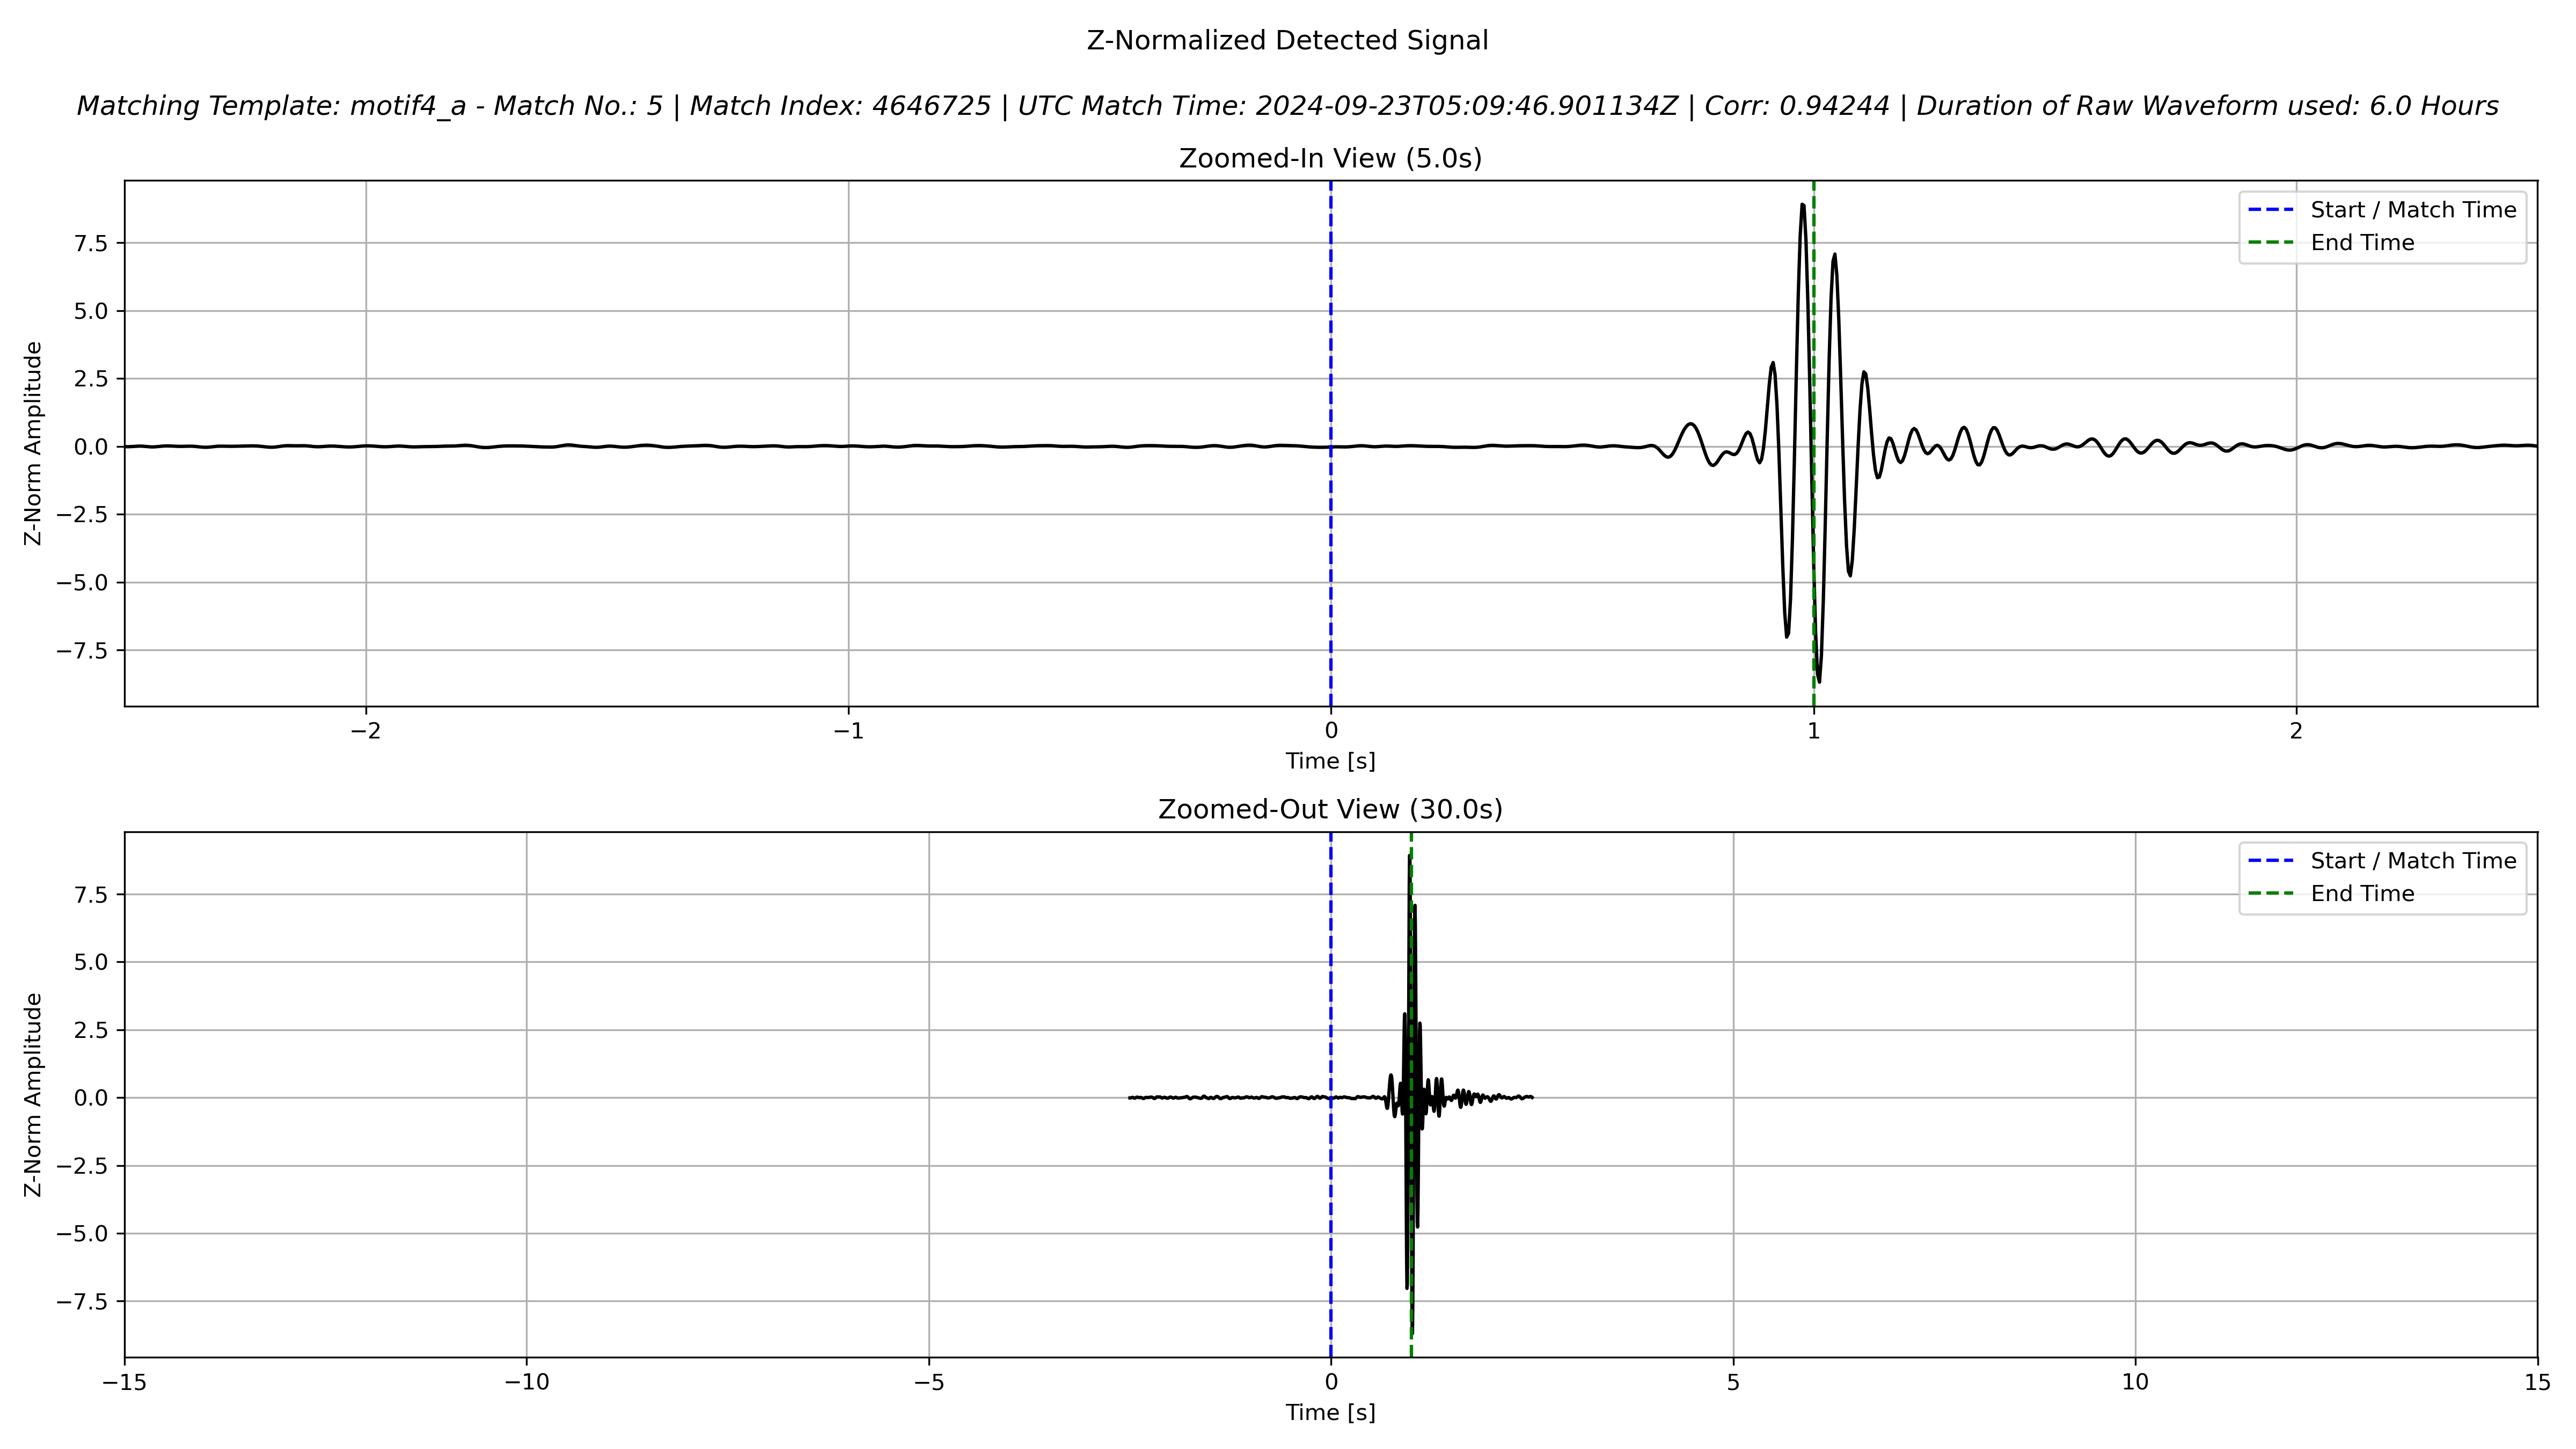 Z-Normalized Detected Signal
Matching Template: motif4_a - Match No.: 5 | Match Index: 4646725 | UTC Match Time: 2024-09-23T05:09:46.901134Z | Corr: 0.94244 | Duration of Raw Waveform used: 6.0 Hours
Zoomed-In View (5.0s)
Start / Match Time
End Time
Z-Norm Amplitude
7.5
5.0
2.5
0.0
−2.5
−5.0
−7.5
−2 −1 0 1 2
Time [s]
Zoomed-Out View (30.0s)
Start / Match Time
End Time
Z-Norm Amplitude
7.5
5.0
2.5
0.0
−2.5
−5.0
−7.5
−15 −10 −5 0 5 10 15
Time [s]